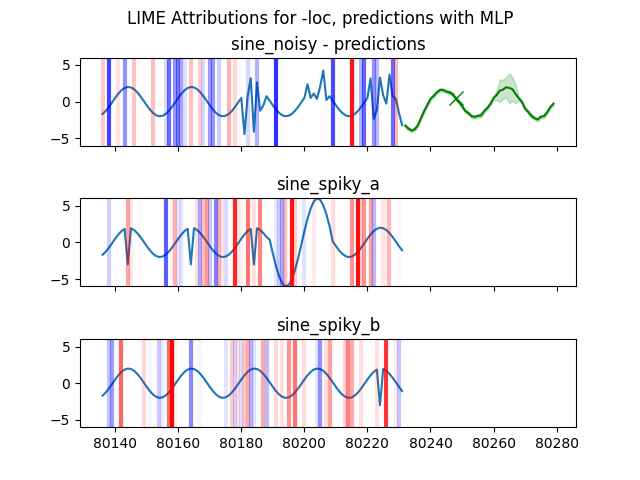 LIME Attributions for -loc, predictions with MLP
sine_noisy - predictions
5
0
−5
sine_spiky_a
5
0
−5
sine_spiky_b
5
0
−5
80140 80160 80180 80200 80220 80240 80260 80280